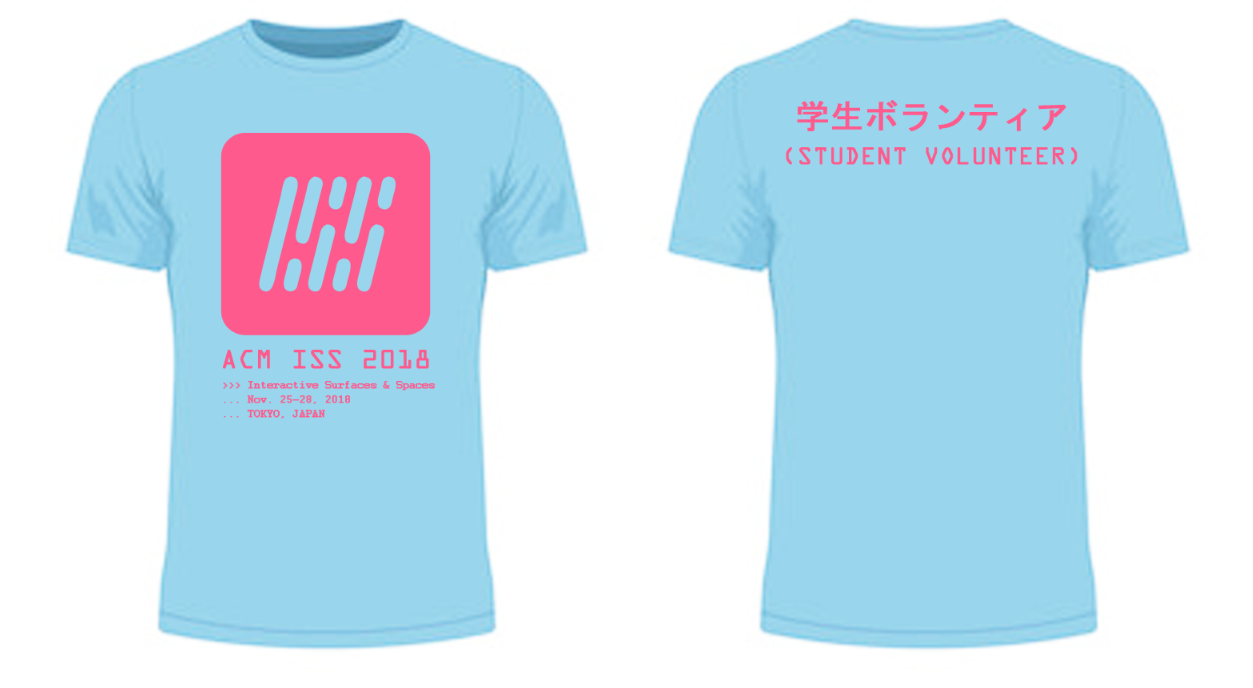 ACM ISS 2018
>>> Interactive Surfaces & Spaces
... Nov. 25-28, 2018
... TOKYO, JAPAN
学生ボランティア
(STUDENT VOLUNTEER)